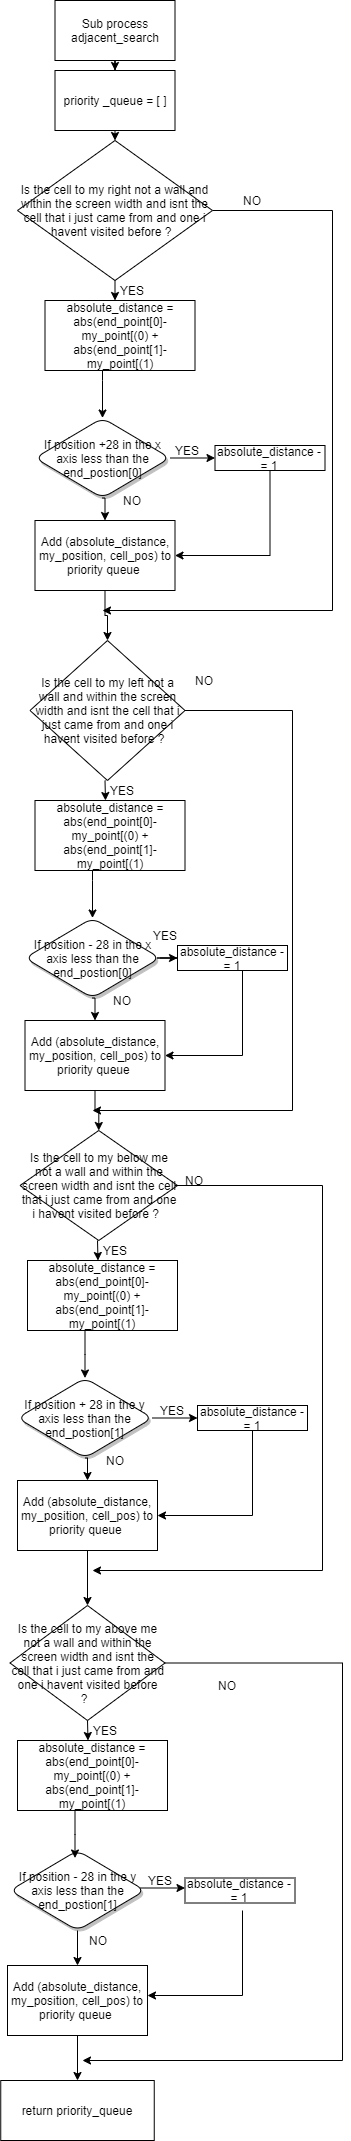 Sub process
adjacent_search
priority _queue = [ ]
Is the cell to my right not a wall and
within the screen width and isnt the
cell that i just came from and one i
havent visited before ?
NO
YES
absolute_distance =
abs(end_point[0]-
my_point[(0) +
abs(end_point[1]-
my_point[(1)
If position +28 in the x
axis less than the
end_postion[0]
YES
absolute_distance -
= 1
NO
Add (absolute_distance,
my_position, cell_pos) to
priority queue
Is the cell to my left not a
wall and within the screen
width and isnt the cell that i
just came from and one i
havent visited before ?
NO
YES
absolute_distance =
abs(end_point[0]-
my_point[(0) +
abs(end_point[1]-
my_point[(1)
If position - 28 in the x
axis less than the
end_postion[0]
YES
absolute_distance -
= 1
NO
Add (absolute_distance,
my_position, cell_pos) to
priority queue
Is the cell to my below me
not a wall and within the
screen width and isnt the cell
that i just came from and one
i havent visited before ?
NO
YES
absolute_distance =
abs(end_point[0]-
my_point[(0) +
abs(end_point[1]-
my_point[(1)
If position + 28 in the y
axis less than the
end_postion[1]
YES
absolute_distance -
= 1
NO
Add (absolute_distance,
my_position, cell_pos) to
priority queue
Is the cell to my above me
not a wall and within the
screen width and isnt the
cell that i just came from and
one i havent visited before
?
NO
YES
absolute_distance =
abs(end_point[0]-
my_point[(0) +
abs(end_point[1]-
my_point[(1)
If position - 28 in the y
axis less than the
end_postion[1]
YES
absolute_distance -
= 1
NO
Add (absolute_distance,
my_position, cell_pos) to
priority queue
return priority_queue